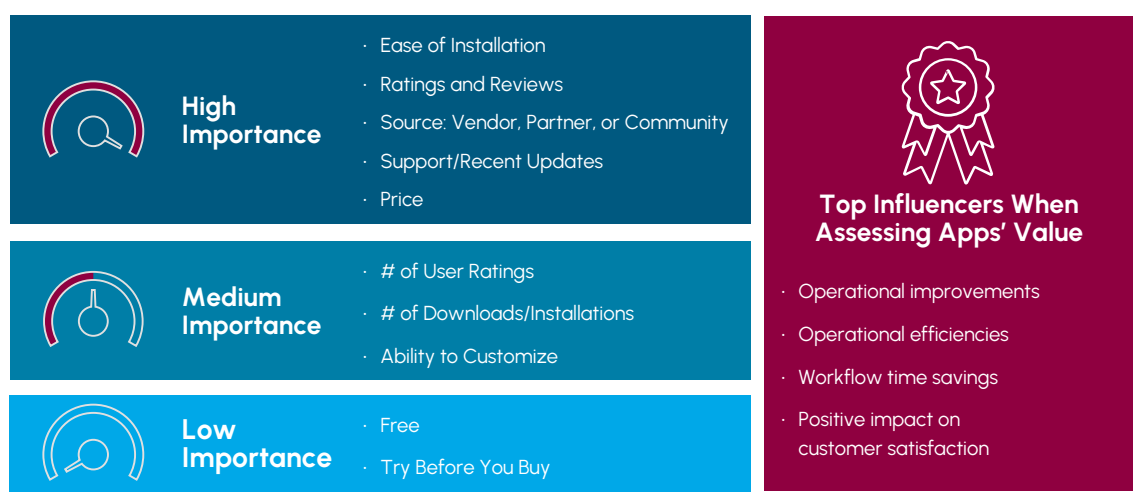 High
Importance
· Ease of Installation
· Ratings and Reviews
· Source: Vendor, Partner, or Community
· Support/Recent Updates
· Price
Medium
Importance
· # of User Ratings
· # of Downloads/Installations
· Ability to Customize
Low
Importance
· Free
· Try Before You Buy
Top Influencers When
Assessing Apps’ Value
· Operational improvements
· Operational efficiencies
· Workflow time savings
· Positive impact on
customer satisfaction